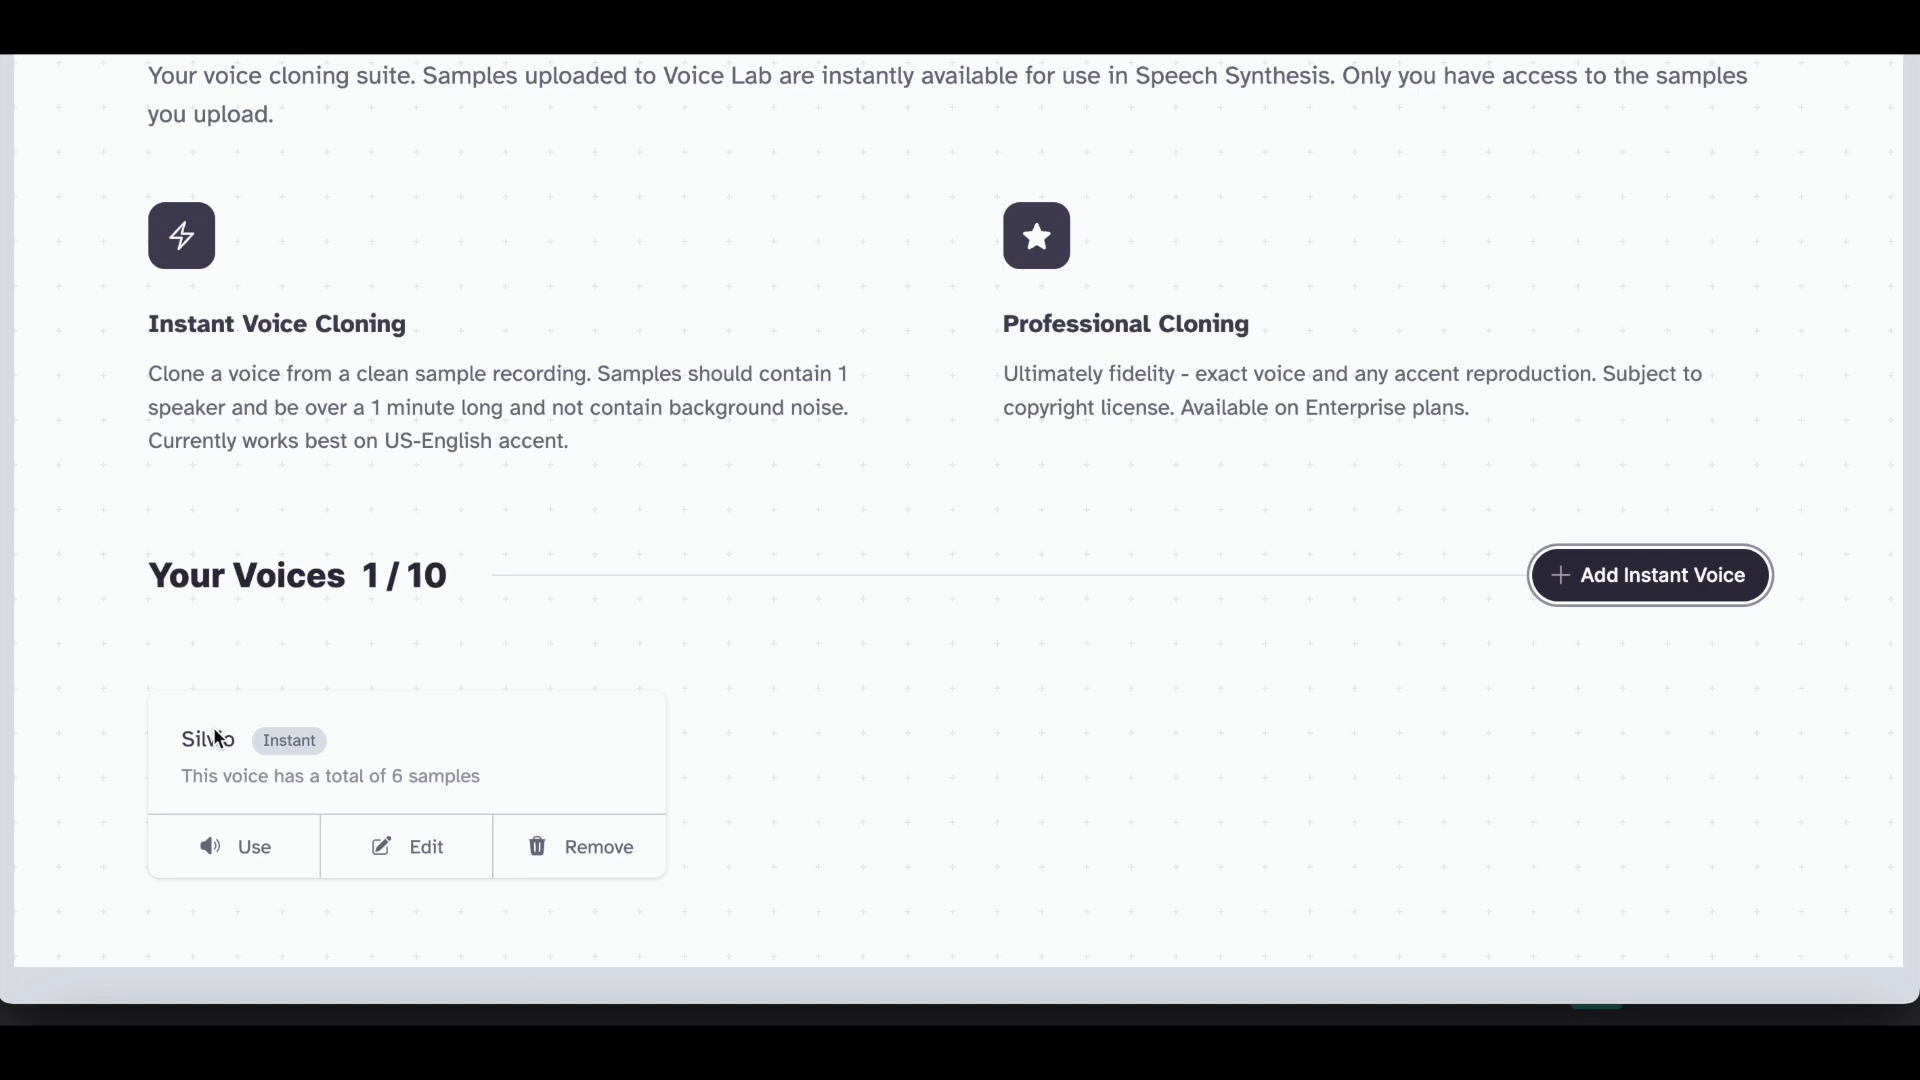 Your voice cloning suite. Samples uploaded to Voice Lab are instantly available for use in Speech Synthesis. Only you have access to the samples
you upload.
Instant Voice Cloning
Clone a voice from a clean sample recording. Samples should contain 1
speaker and be over a 1 minute long and not contain background noise.
Currently works best on US-English accent.
Professional Cloning
Ultimately fidelity - exact voice and any accent reproduction. Subject to
copyright license. Available on Enterprise plans.
Your Voices 1 / 10
Add Instant Voice
Silvio Instant
This voice has a total of 6 samples
Use
Edit
Remove